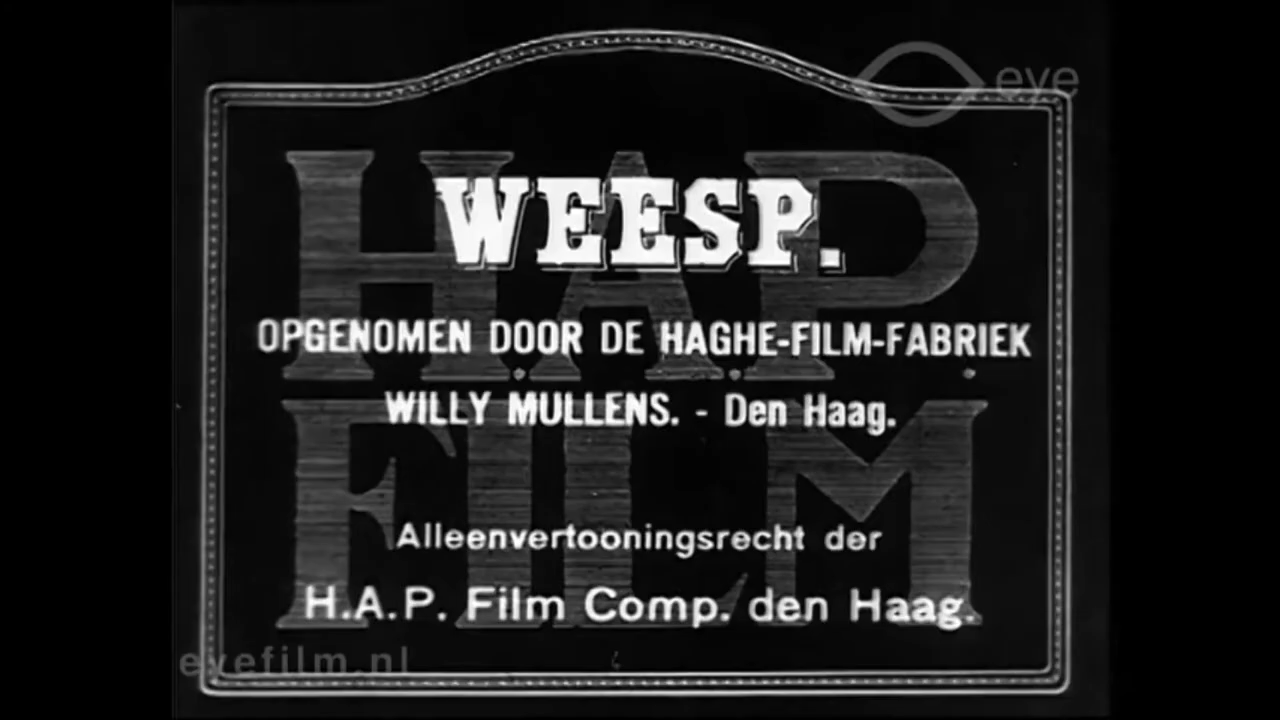 eye
H.A.P.
FILM
WEESP.
OPGENOMEN DOOR DE HAGHE-FILM-FABRIEK
WILLY MULLENS. - Den Haag.
Alleenvertooningsrecht der
H.A.P. Film Comp. den Haag.
eyefilm.nl